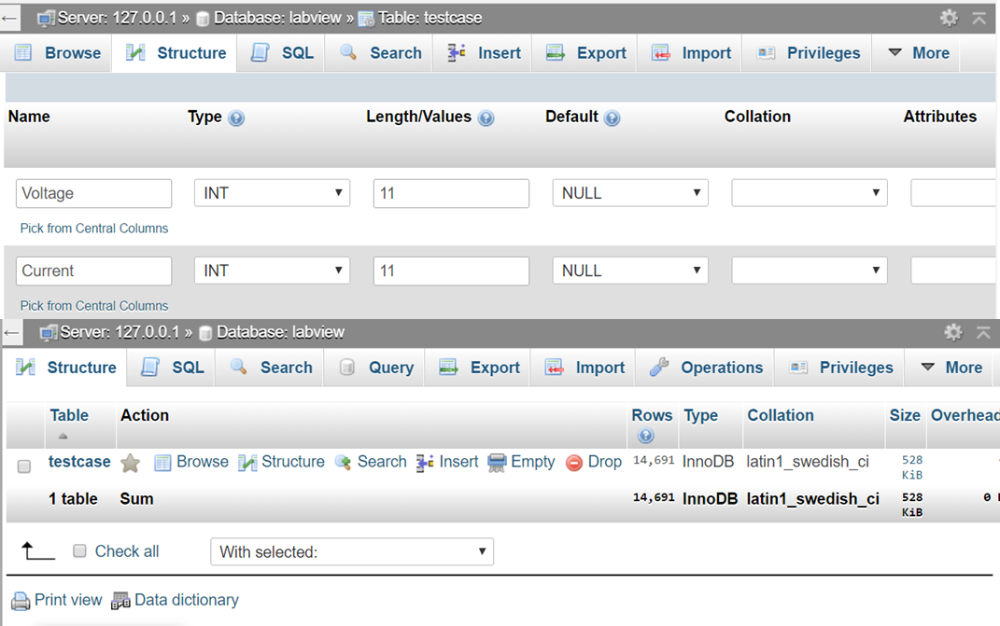 ← Server: 127.0.0.1 » Database: labview » Table: testcase
Browse Structure SQL Search Insert Export Import Privileges More
Name Type Length/Values Default Collation Attributes
Voltage INT 11 NULL
Pick from Central Columns
Current INT 11 NULL
Pick from Central Columns
← Server: 127.0.0.1 » Database: labview
Structure SQL Search Query Export Import Operations Privileges More
Table Action Rows Type Collation Size Overhead
testcase Browse Structure Search Insert Empty Drop 14,691 InnoDB latin1_swedish_ci 528 KiB
1 table Sum 14,691 InnoDB latin1_swedish_ci 528 KiB 0
Check all With selected:
Print view Data dictionary